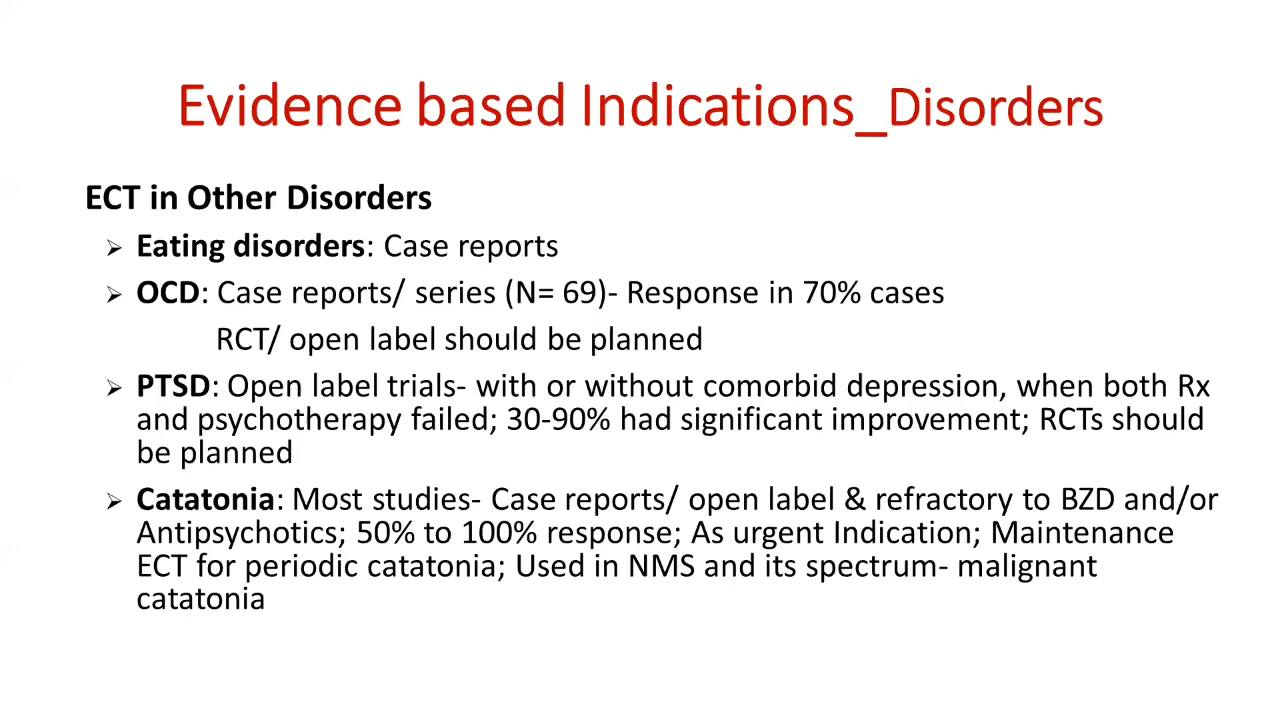 Evidence based Indications_Disorders
ECT in Other Disorders
➢ Eating disorders: Case reports
➢ OCD: Case reports/ series (N= 69)- Response in 70% cases
RCT/ open label should be planned
➢ PTSD: Open label trials- with or without comorbid depression, when both Rx
and psychotherapy failed; 30-90% had significant improvement; RCTs should
be planned
➢ Catatonia: Most studies- Case reports/ open label & refractory to BZD and/or
Antipsychotics; 50% to 100% response; As urgent Indication; Maintenance
ECT for periodic catatonia; Used in NMS and its spectrum- malignant
catatonia